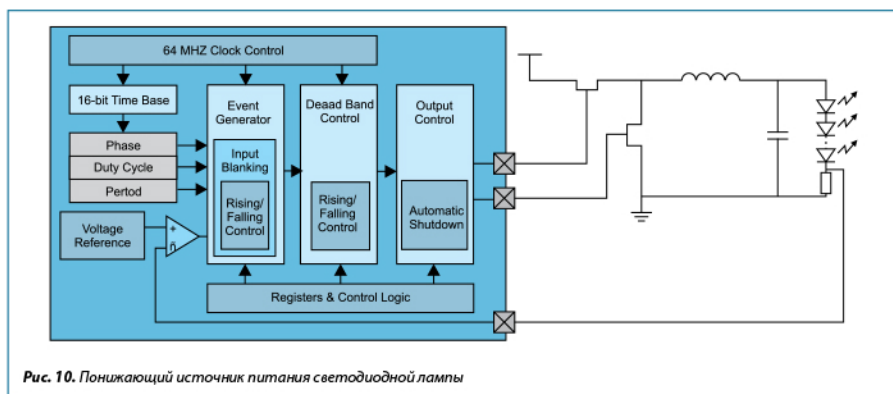 64 MHZ Clock Control
16-bit Time Base
Phase
Duty Cycle
Pertod
Voltage
Reference
+
ñ
Event
Generator
Input
Blanking
Rising/
Falling
Control
Deaad Band
Control
Rising/
Falling
Control
Output
Control
Automatic
Shutdown
Registers & Control Logic
Рис. 10. Понижающий источник питания светодиодной лампы